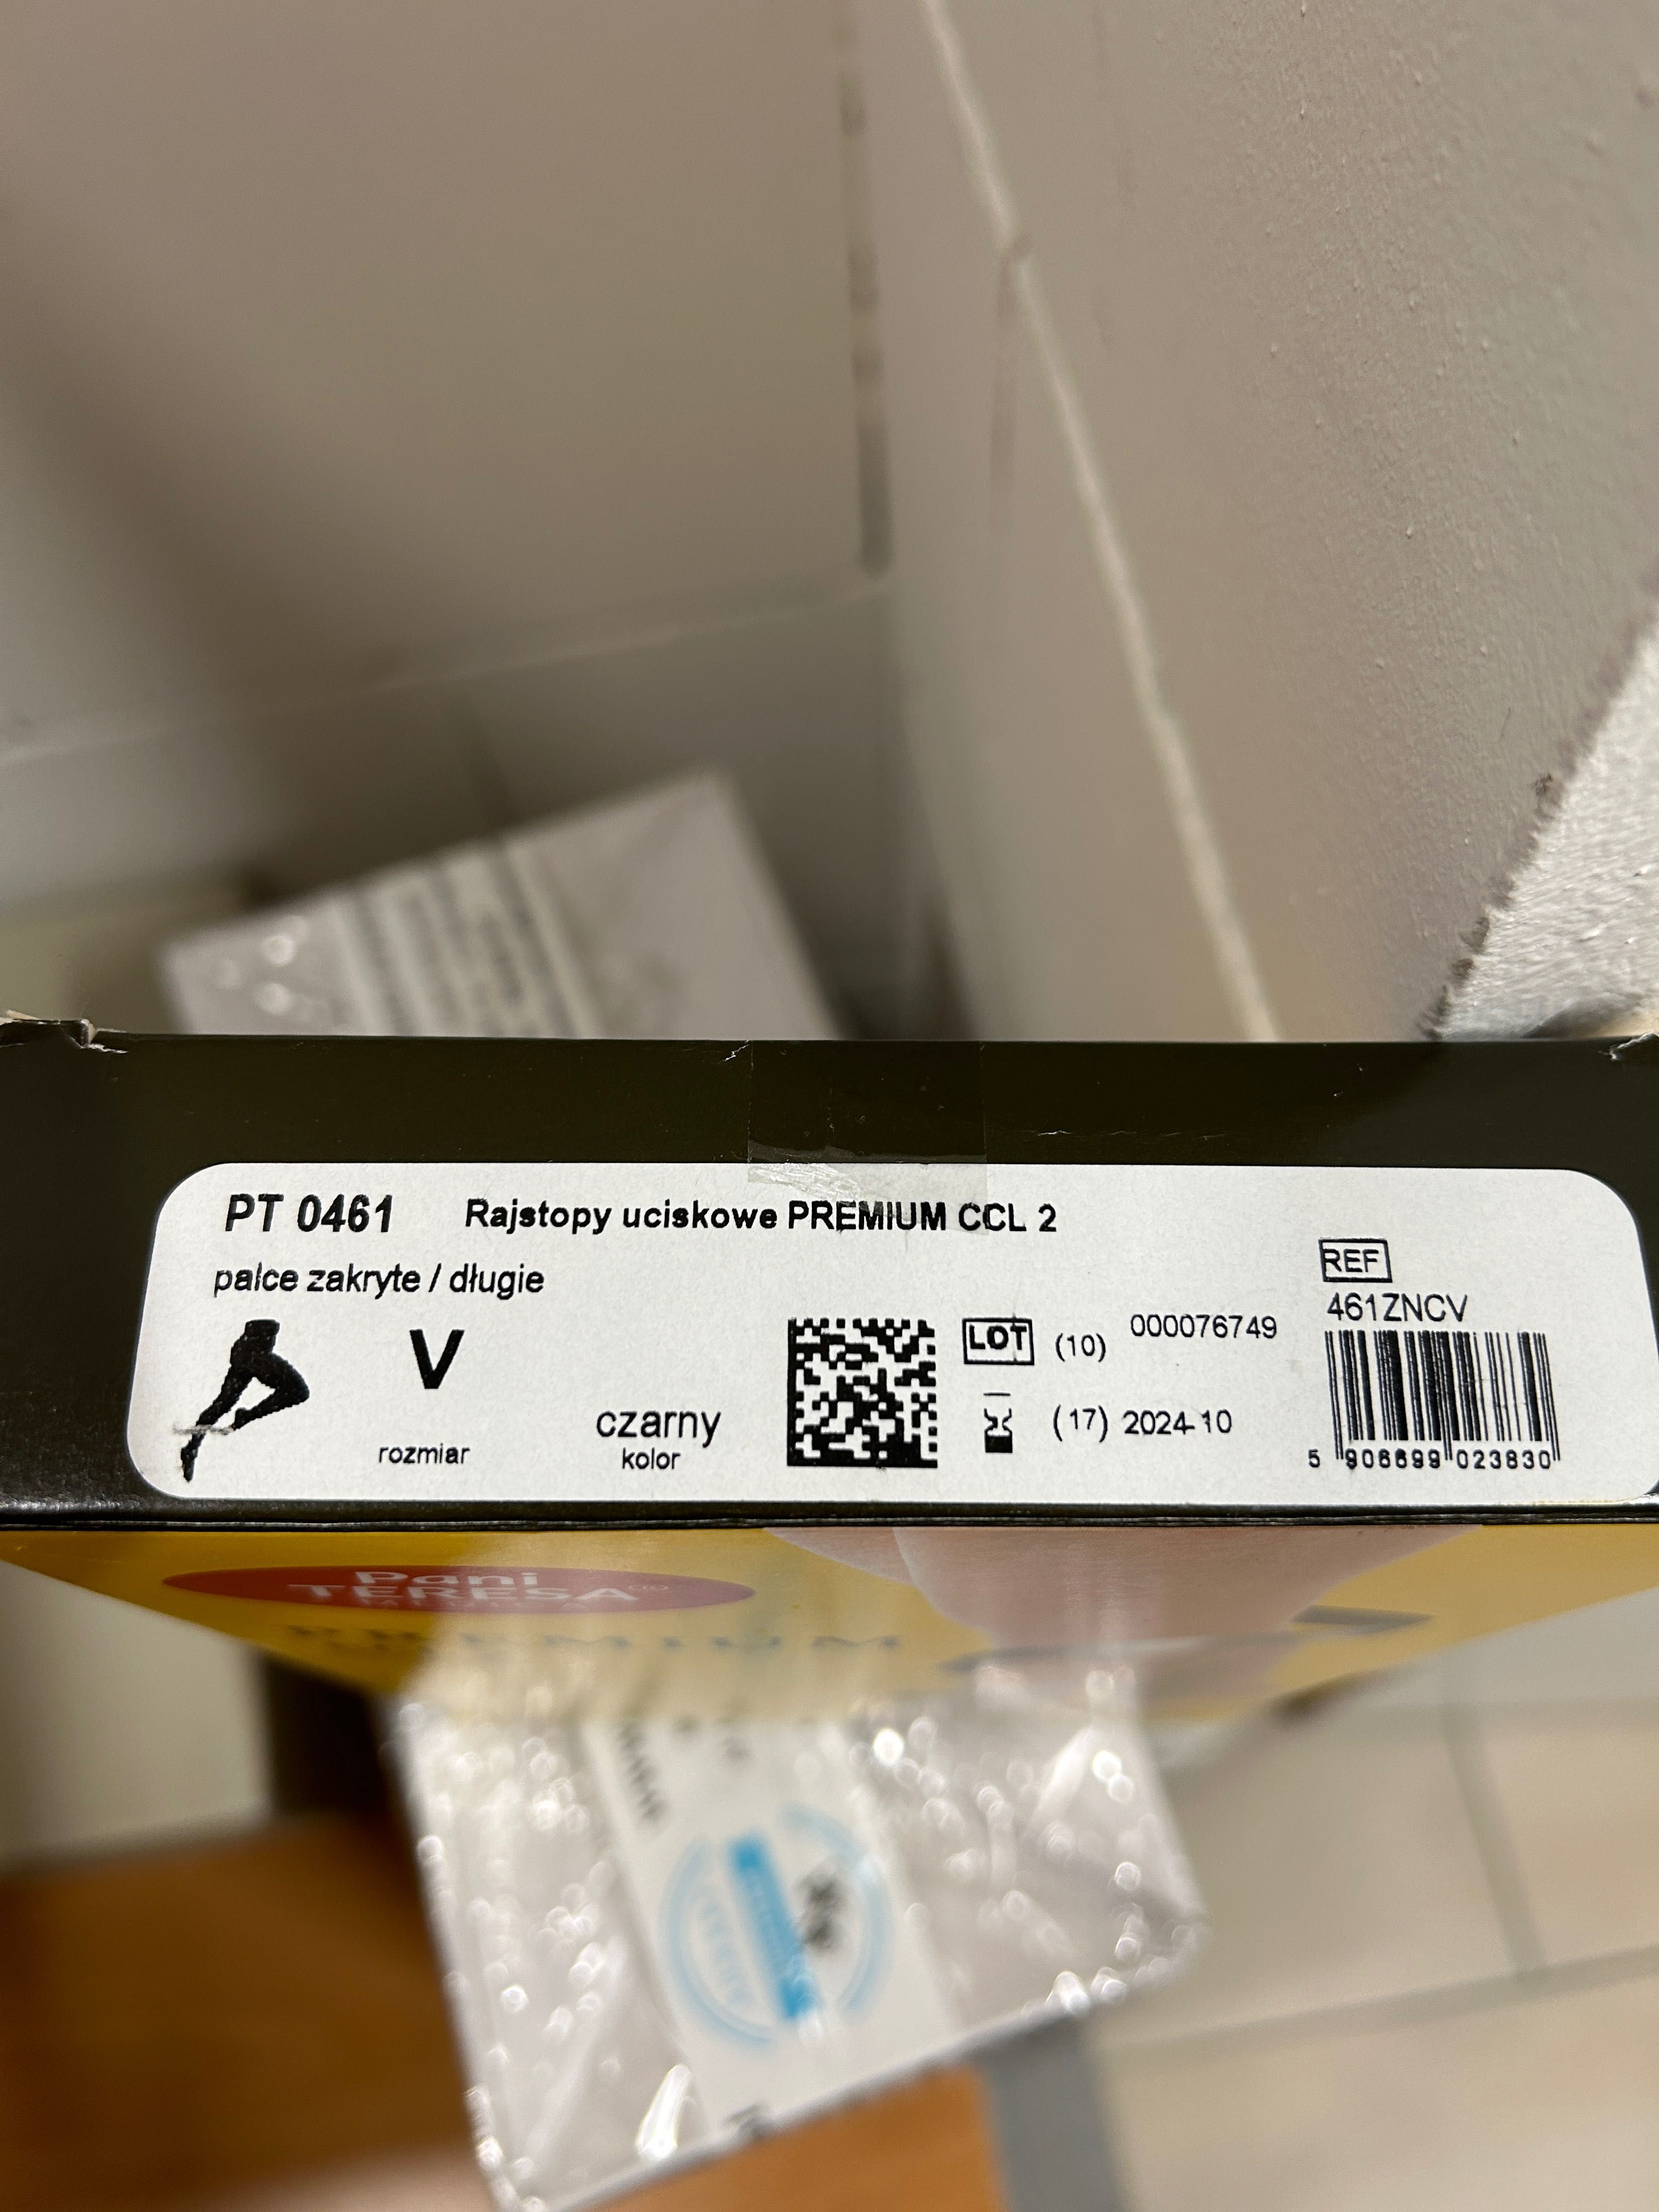 PT 0461 Rajstopy uciskowe PREMIUM CCL 2
palce zakryte / długie
V
rozmiar
czarny
kolor
LOT (10) 000076749
(17) 2024-10
REF
461ZNCV
5 906699 023830
Pani
TERESA
PREMIUM